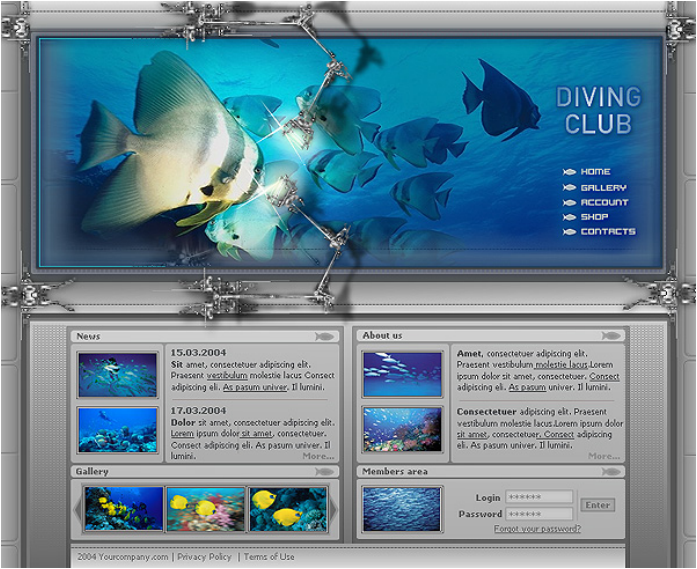 DIVING
CLUB
HOME
GALLERY
ACCOUNT
SHOP
CONTACTS
News
15.03.2004
Sit amet, consectetuer adipiscing elit.
Praesent vestibulum molestie lacus Consect
adipiscing eli. As pasum univer. Il lumini.
17.03.2004
Dolor sit amet, consectetuer adipiscing elit.
Lorem ipsum dolor sit amet, consectetuer.
Consect adipiscing eli. As pasum univer. Il
lumini.
More...
About us
Amet, consectetuer adipiscing elit.
Praesent vestibulum molestie lacus.Lorem
ipsum dolor sit amet, consectetuer. Consect
adipiscing eli. As pasum univer. Il lumini.
Consectetuer adipiscing elit. Praesent
vestibulum molestie lacus.Lorem ipsum dolor
sit amet, consectetuer. Consect adipiscing
eli. As pasum univer. Il lumini.
More...
Gallery
Members area
Login ******
Password ******
Enter
Forgot your password?
2004 Yourcompany.com | Privacy Policy | Terms of Use